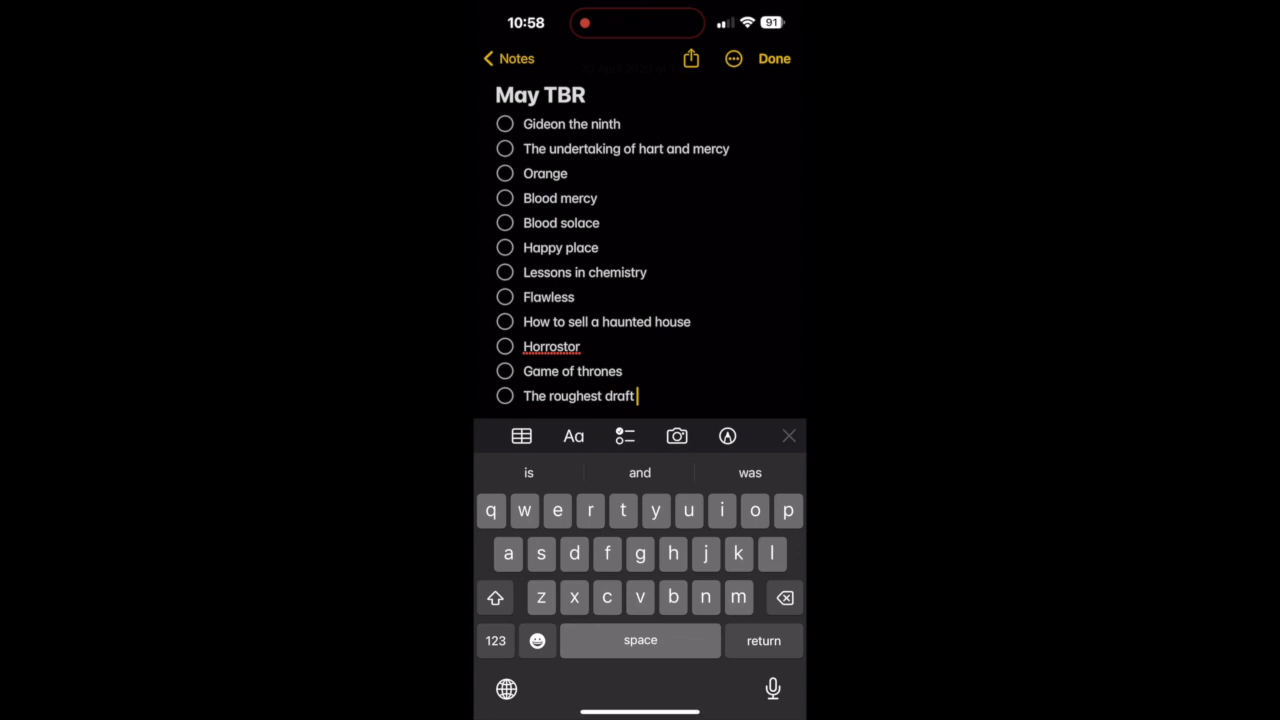 10:58
91
Notes
Done
May TBR
Gideon the ninth
The undertaking of hart and mercy
Orange
Blood mercy
Blood solace
Happy place
Lessons in chemistry
Flawless
How to sell a haunted house
Horrostor
Game of thrones
The roughest draft
Aa
is and was
q w e r t y u i o p
a s d f g h j k l
z x c v b n m
123 space return